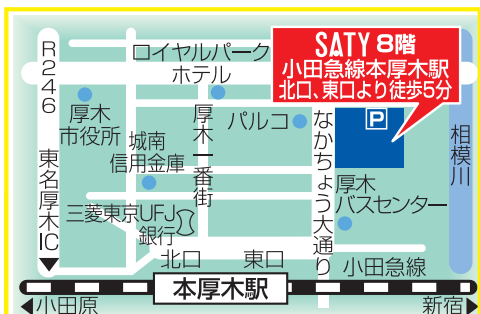 SATY 8階
小田急線本厚木駅
北口、東口より徒歩5分
P
R246
ロイヤルパーク
ホテル
厚木
市役所
城南
信用金庫
厚木一番街
パルコ
なかちょう大通り
相模川
東名厚木IC
三菱東京UFJ
銀行
厚木
バスセンター
北口
東口
小田急線
本厚木駅
小田原
新宿